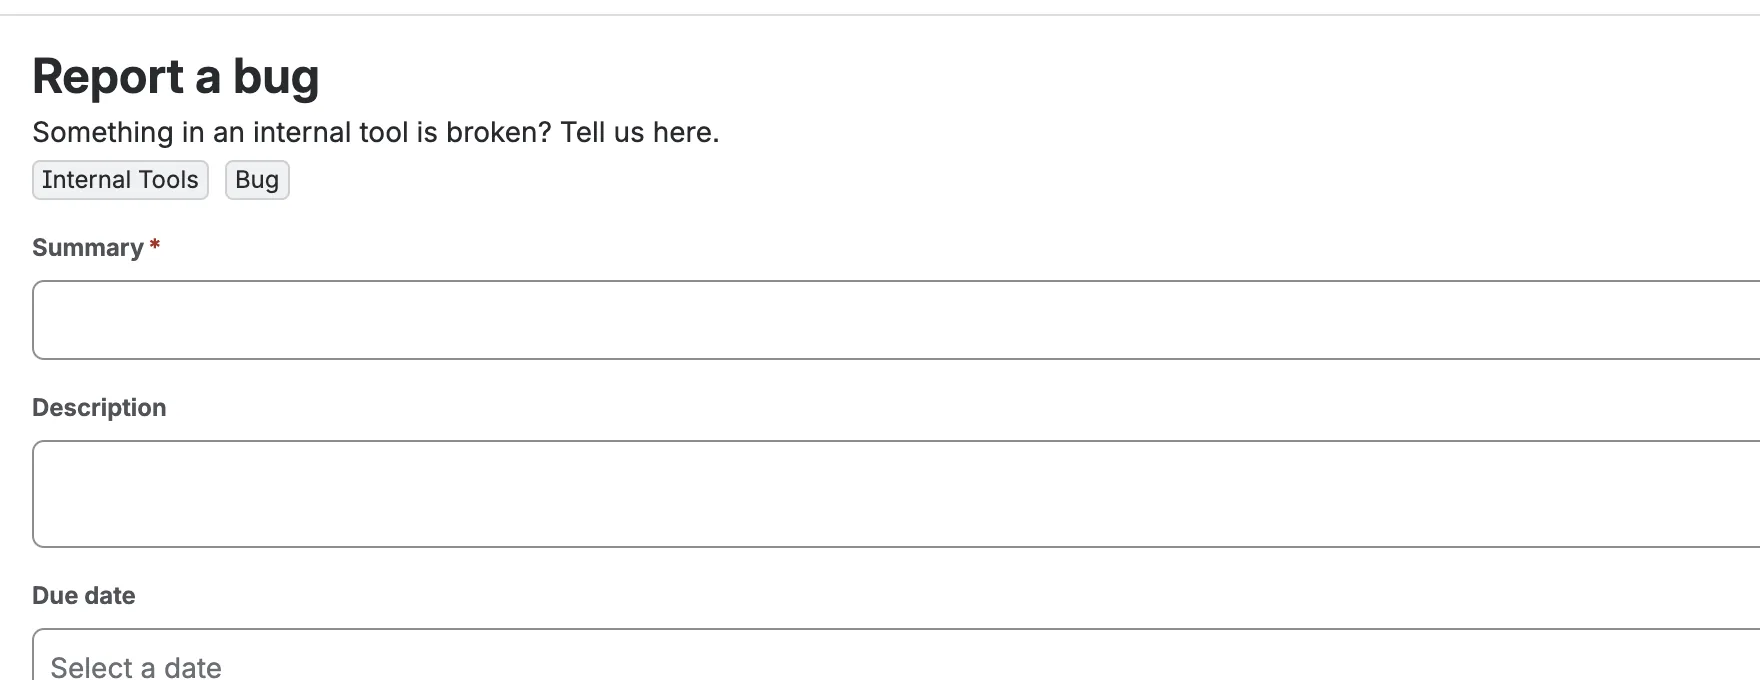 Report a bug
Something in an internal tool is broken? Tell us here.
Internal Tools Bug
Summary *
Description
Due date
Select a date